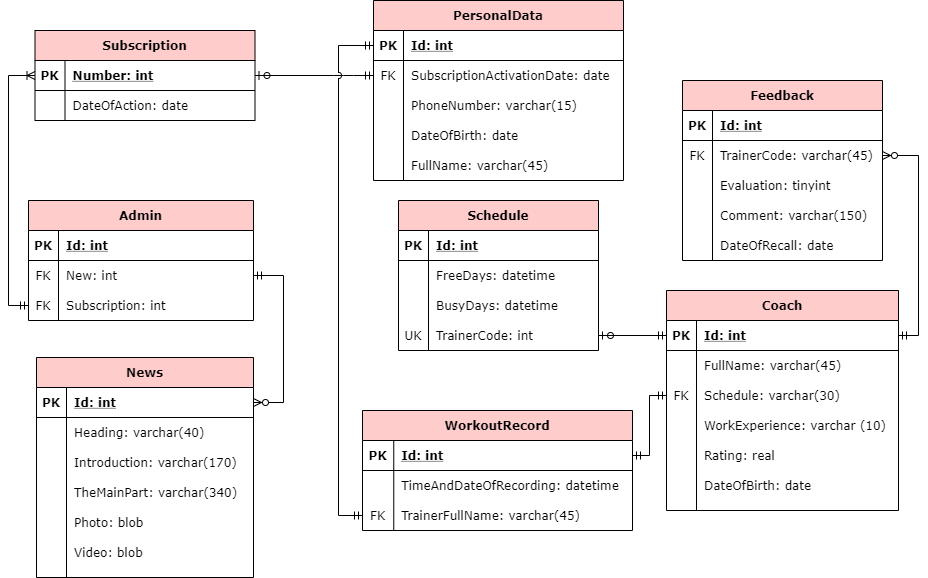 PersonalData
PK Id: int
FK SubscriptionActivationDate: date
PhoneNumber: varchar(15)
DateOfBirth: date
FullName: varchar(45)
Subscription
PK Number: int
DateOfAction: date
Feedback
PK Id: int
FK TrainerCode: varchar(45)
Evaluation: tinyint
Comment: varchar(150)
DateOfRecall: date
Admin
PK Id: int
FK New: int
FK Subscription: int
Schedule
PK Id: int
FreeDays: datetime
BusyDays: datetime
UK TrainerCode: int
Coach
PK Id: int
FullName: varchar(45)
FK Schedule: varchar(30)
WorkExperience: varchar (10)
Rating: real
DateOfBirth: date
News
PK Id: int
Heading: varchar(40)
Introduction: varchar(170)
TheMainPart: varchar(340)
Photo: blob
Video: blob
WorkoutRecord
PK Id: int
TimeAndDateOfRecording: datetime
FK TrainerFullName: varchar(45)